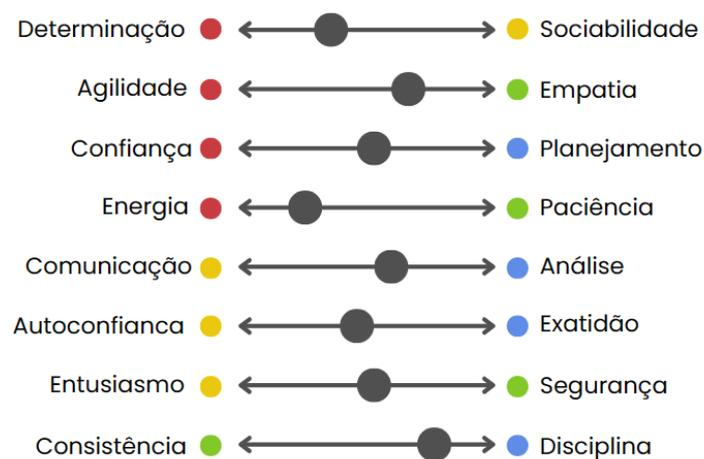 Determinação Sociabilidade
Agilidade Empatia
Confiança Planejamento
Energia Paciência
Comunicação Análise
Autoconfianca Exatidão
Entusiasmo Segurança
Consistência Disciplina